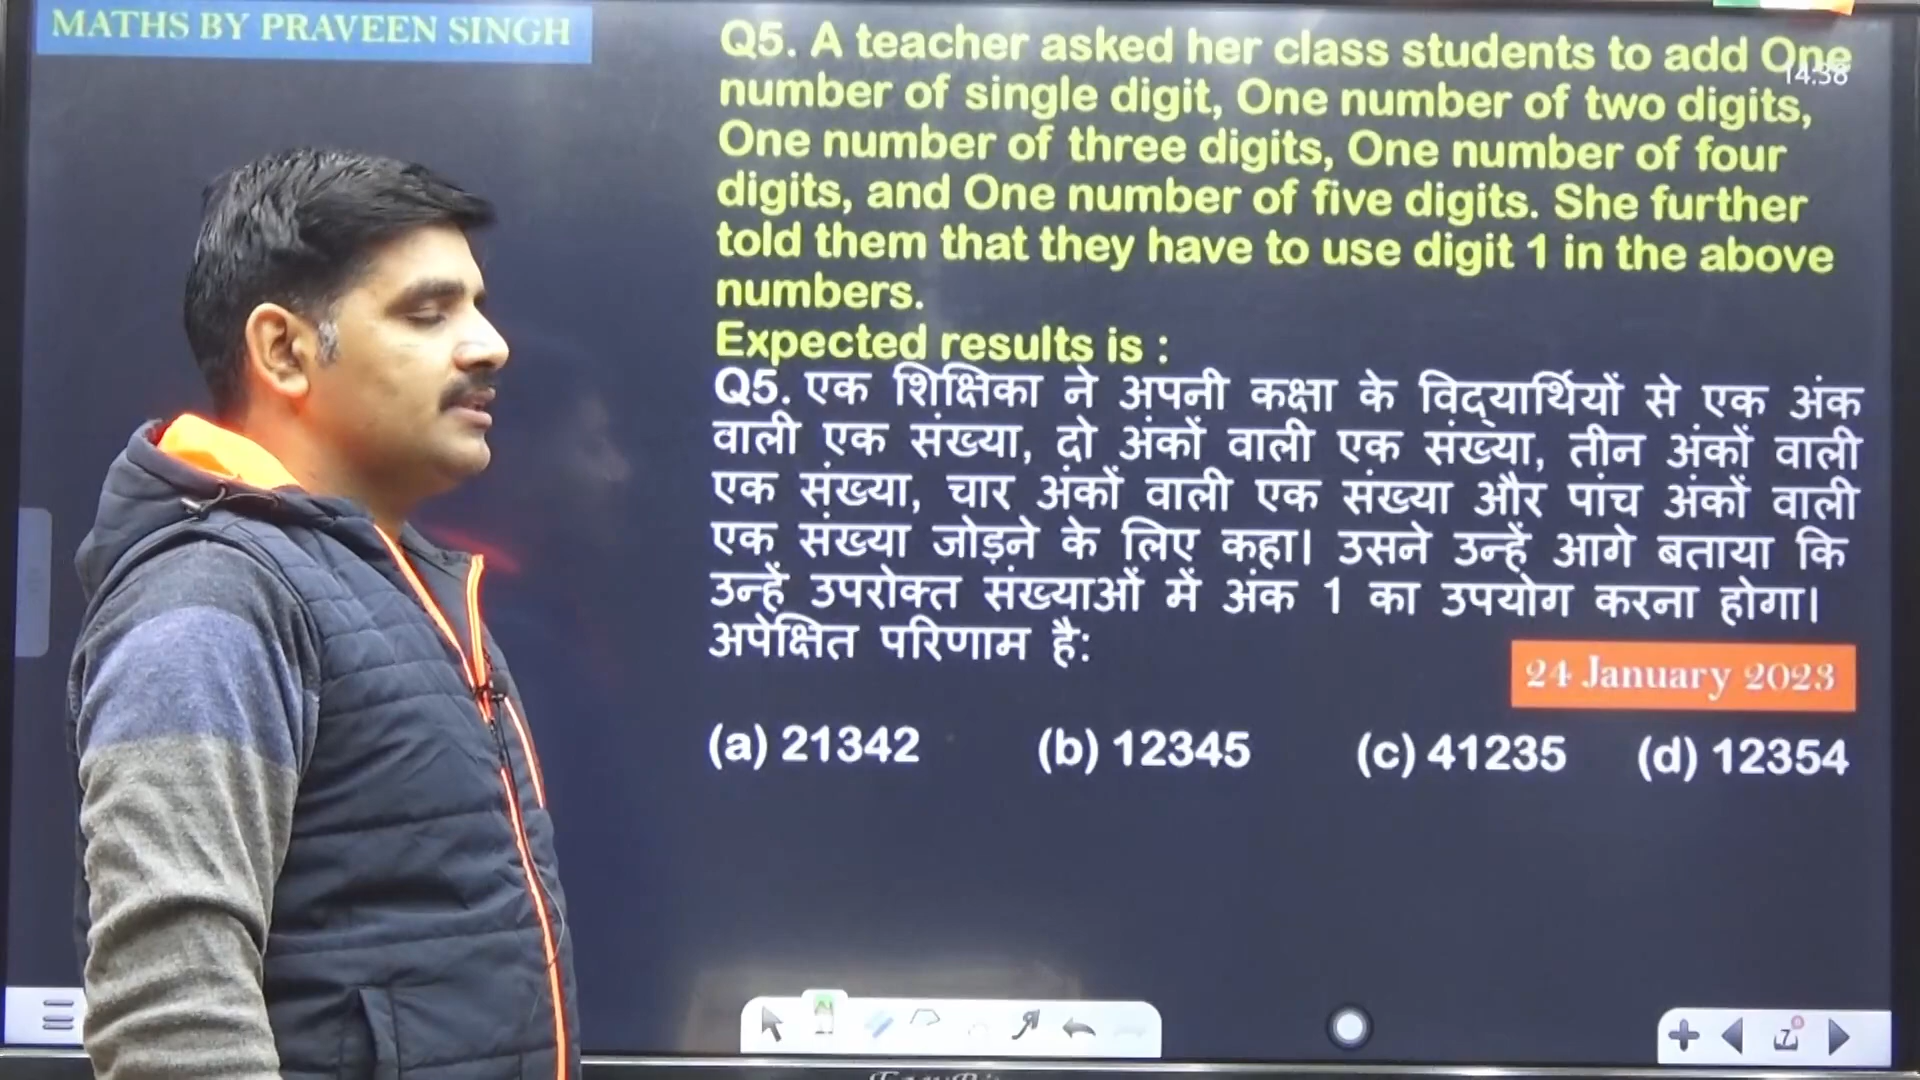 MATHS BY PRAVEEN SINGH
Q5. A teacher asked her class students to add One
14:38
number of single digit, One number of two digits,
One number of three digits, One number of four
digits, and One number of five digits. She further
told them that they have to use digit 1 in the above
numbers.
Expected results is :
Q5. एक शिक्षिका ने अपनी कक्षा के विद्यार्थियों से एक अंक
वाली एक संख्या, दो अंकों वाली एक संख्या, तीन अंकों वाली
एक संख्या, चार अंकों वाली एक संख्या और पांच अंकों वाली
एक संख्या जोड़ने के लिए कहा। उसने उन्हें आगे बताया कि
उन्हें उपरोक्त संख्याओं में अंक 1 का उपयोग करना होगा।
अपेक्षित परिणाम है:
24 January 2023
(a) 21342 (b) 12345 (c) 41235 (d) 12354
7